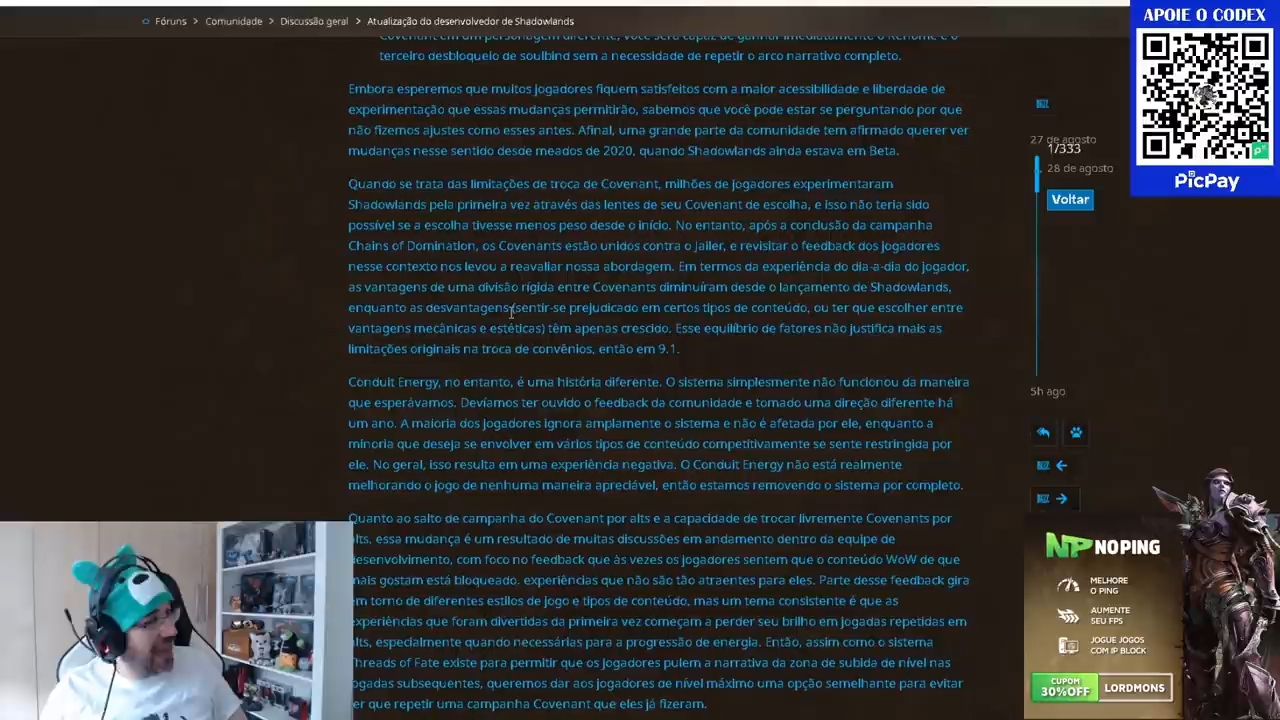 Fóruns > Comunidade > Discussão geral > Atualização do desenvolvedor de Shadowlands
APOIE O CODEX
Covenant em um personagem diferente, você será capaz de ganhar imediatamente o Renome e o
terceiro desbloqueio de soulbind sem a necessidade de repetir o arco narrativo completo.
Embora esperemos que muitos jogadores fiquem satisfeitos com a maior acessibilidade e liberdade de
experimentação que essas mudanças permitirão, sabemos que você pode estar se perguntando por que
não fizemos ajustes como esses antes. Afinal, uma grande parte da comunidade tem afirmado querer ver
mudanças nesse sentido desde meados de 2020, quando Shadowlands ainda estava em Beta.
27 de agosto
1/333
28 de agosto
Voltar
PicPay
Quando se trata das limitações de troca de Covenant, milhões de jogadores experimentaram
Shadowlands pela primeira vez através das lentes de seu Covenant de escolha, e isso não teria sido
possível se a escolha tivesse menos peso desde o início. No entanto, após a conclusão da campanha
Chains of Domination, os Covenants estão unidos contra o Jailer, e revisitar o feedback dos jogadores
nesse contexto nos levou a reavaliar nossa abordagem. Em termos da experiência do dia-a-dia do jogador,
as vantagens de uma divisão rígida entre Covenants diminuíram desde o lançamento de Shadowlands,
enquanto as desvantagens (sentir-se prejudicado em certos tipos de conteúdo, ou ter que escolher entre
vantagens mecânicas e estéticas) têm apenas crescido. Esse equilíbrio de fatores não justifica mais as
limitações originais na troca de convênios, então em 9.1.
5h ago
Conduit Energy, no entanto, é uma história diferente. O sistema simplesmente não funcionou da maneira
que esperávamos. Devíamos ter ouvido o feedback da comunidade e tomado uma direção diferente há
um ano. A maioria dos jogadores ignora amplamente o sistema e não é afetada por ele, enquanto a
minoria que deseja se envolver em vários tipos de conteúdo competitivamente se sente restringida por
ele. No geral, isso resulta em uma experiência negativa. O Conduit Energy não está realmente
melhorando o jogo de nenhuma maneira apreciável, então estamos removendo o sistema por completo.
Quanto ao salto de campanha do Covenant por alts e a capacidade de trocar livremente Covenants por
alts, essa mudança é um resultado de muitas discussões em andamento dentro da equipe de
desenvolvimento, com foco no feedback que às vezes os jogadores sentem que o conteúdo WoW de que
mais gostam está bloqueado. experiências que não são tão atraentes para eles. Parte desse feedback gira
em torno de diferentes estilos de jogo e tipos de conteúdo, mas um tema consistente é que as
experiências que foram divertidas da primeira vez começam a perder seu brilho em jogadas repetidas em
alts, especialmente quando necessárias para a progressão de energia. Então, assim como o sistema
Threads of Fate existe para permitir que os jogadores pulem a narrativa da zona de subida de nível nas
jogadas subsequentes, queremos dar aos jogadores de nível máximo uma opção semelhante para evitar
ter que repetir uma campanha Covenant que eles já fizeram.
NP NOPING
MELHORE
O PING
AUMENTE
SEU FPS
JOGUE JOGOS
COM IP BLOCK
CUPOM
30%OFF
LORDMONS